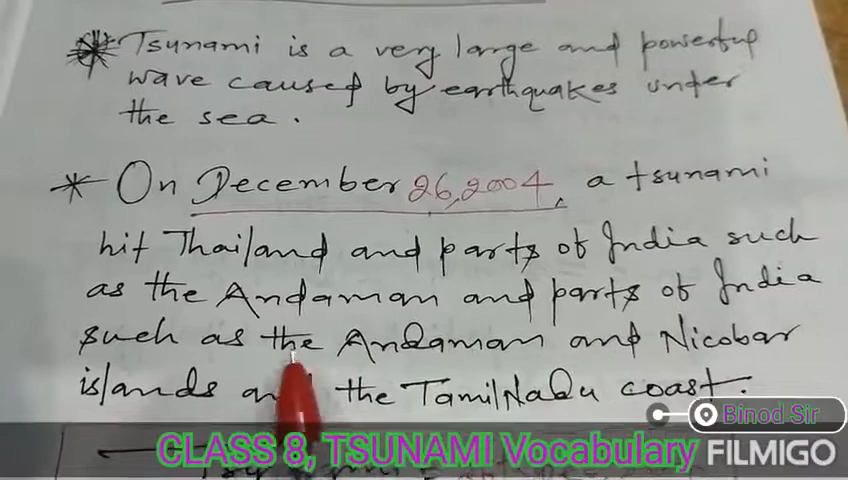 Tsunami is a very large and powerful
wave caused by earthquakes under
the sea.
On December 26, 2004, a tsunami
hit Thailand and parts of India such
as the Andaman and parts of India
such as the Andaman and Nicobar
islands and the TamilNadu coast.
Binod Sir
CLASS 8, TSUNAMI Vocabulary FILMIGO